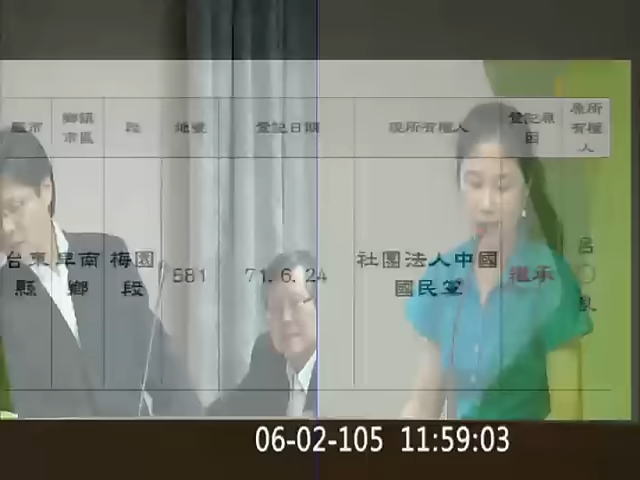 縣市 鄉鎮市區 段 地號 登記日期 現所有權人 登記原因 原所有權人
台東縣 卑南鄉 梅園段 581 71.6.24 社團法人中國國民黨 繼承 呂〇
06-02-105 11:59:03